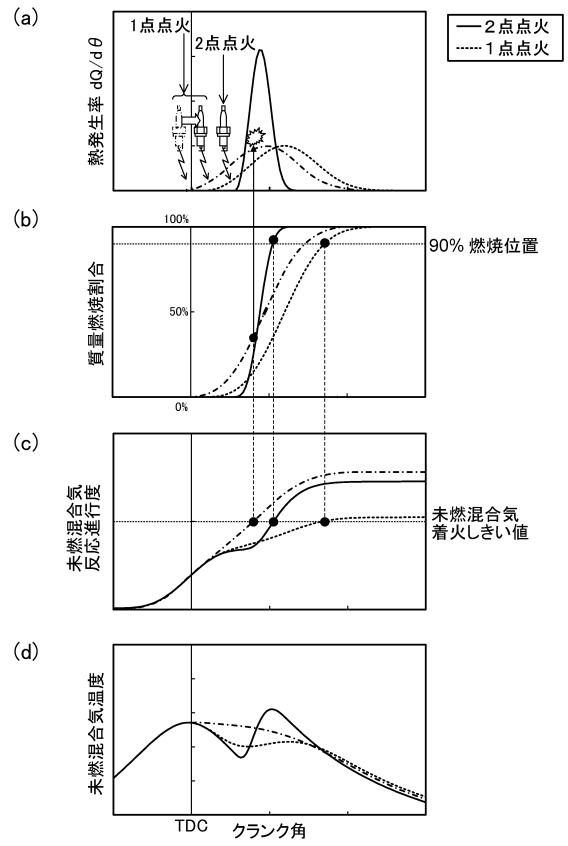 (a)
1点点火
2点点火
熱発生率 dQ/dθ
2点点火
1点点火
(b)
100%
50%
0%
質量燃焼割合
90% 燃焼位置
(c)
未燃混合気
反応進行度
未燃混合気
着火しきい値
(d)
未燃混合気温度
TDC
クランク角